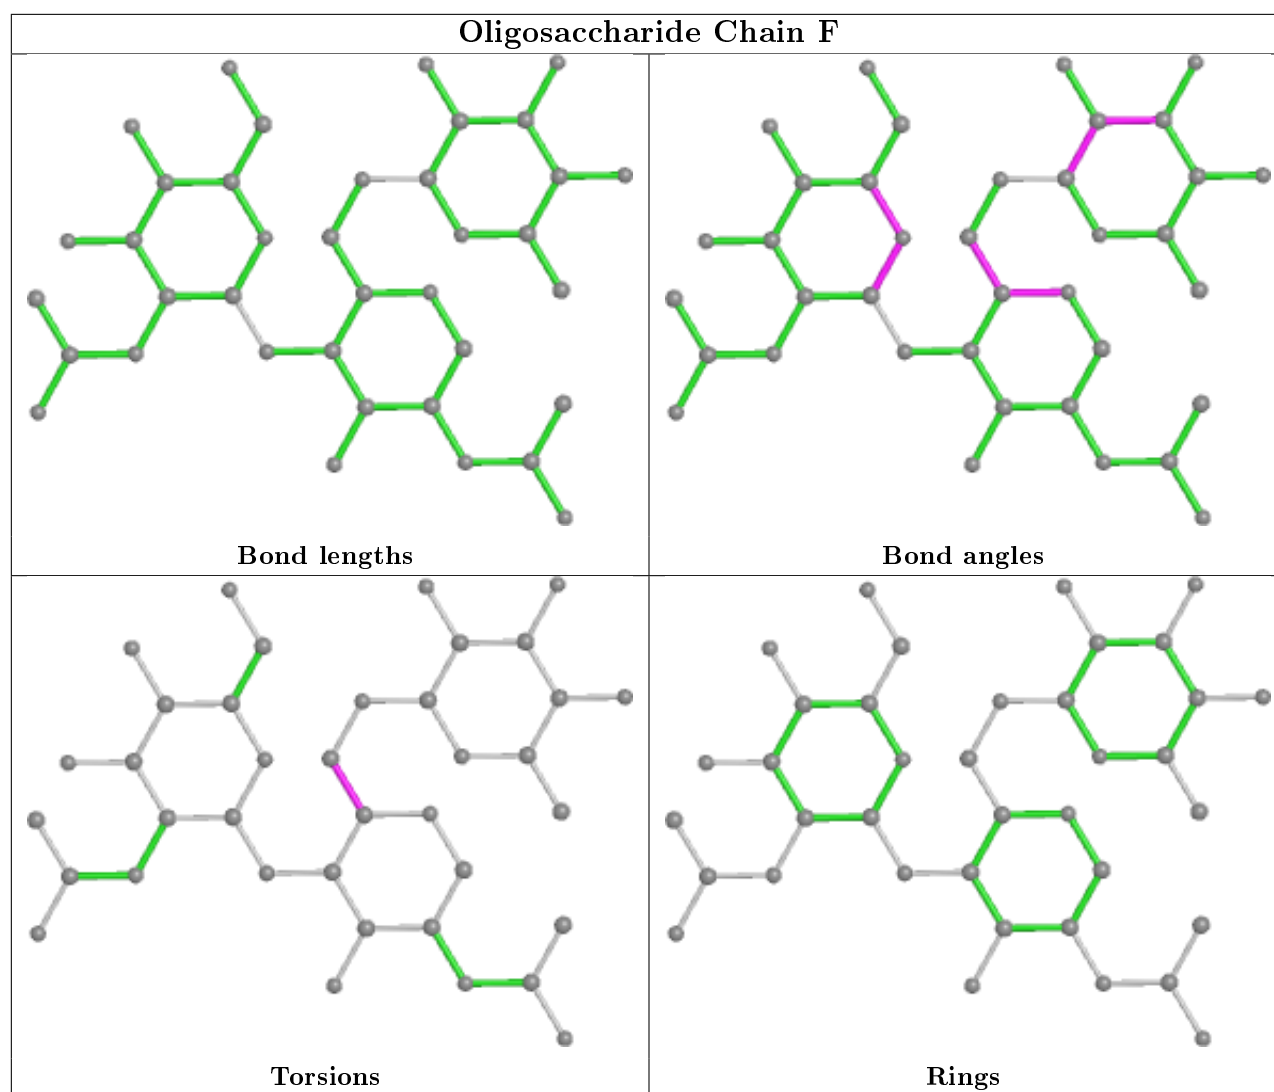 Oligosaccharide Chain F
Bond lengths
Bond angles
Torsions
Rings